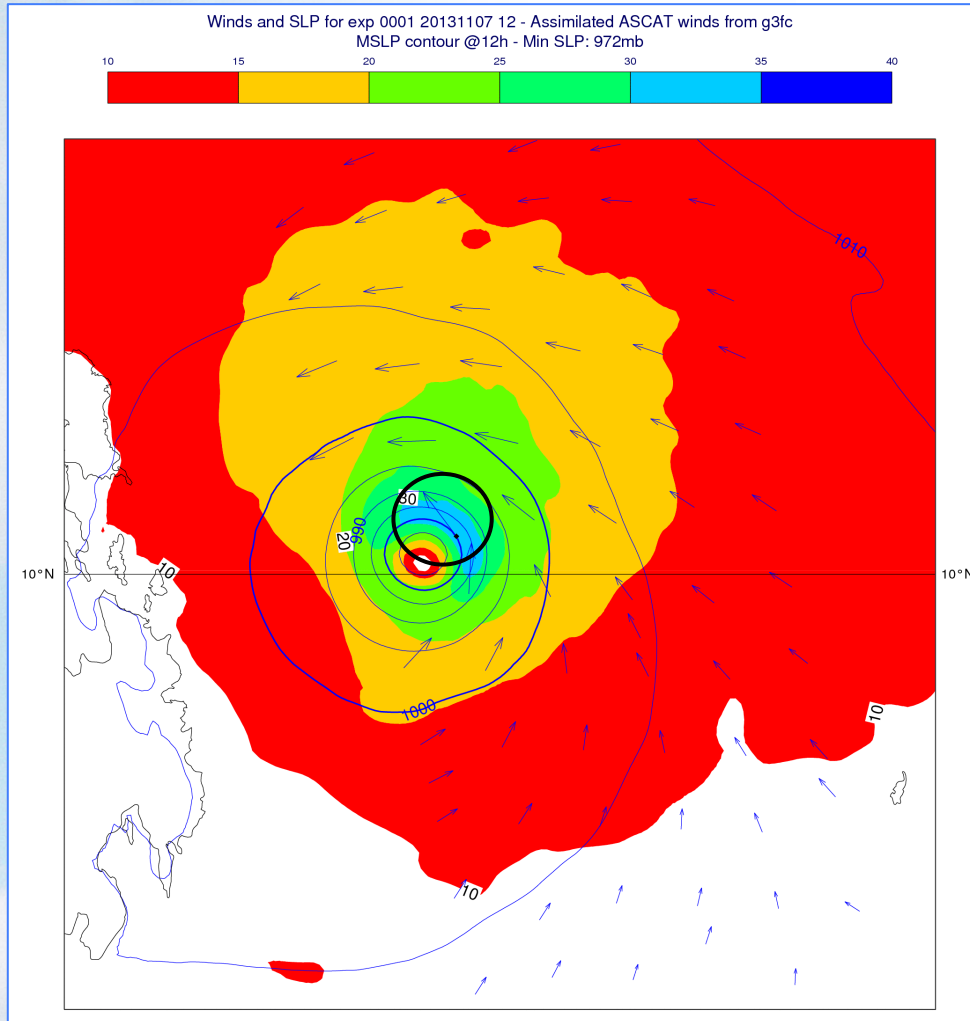 Winds and SLP for exp 0001 20131107 12 - Assimilated ASCAT winds from g3fc
MSLP contour @12h - Min SLP: 972mb
10 15 20 25 30 35 40
1010
30
990
20
10
10°N 10°N
1000
10
10